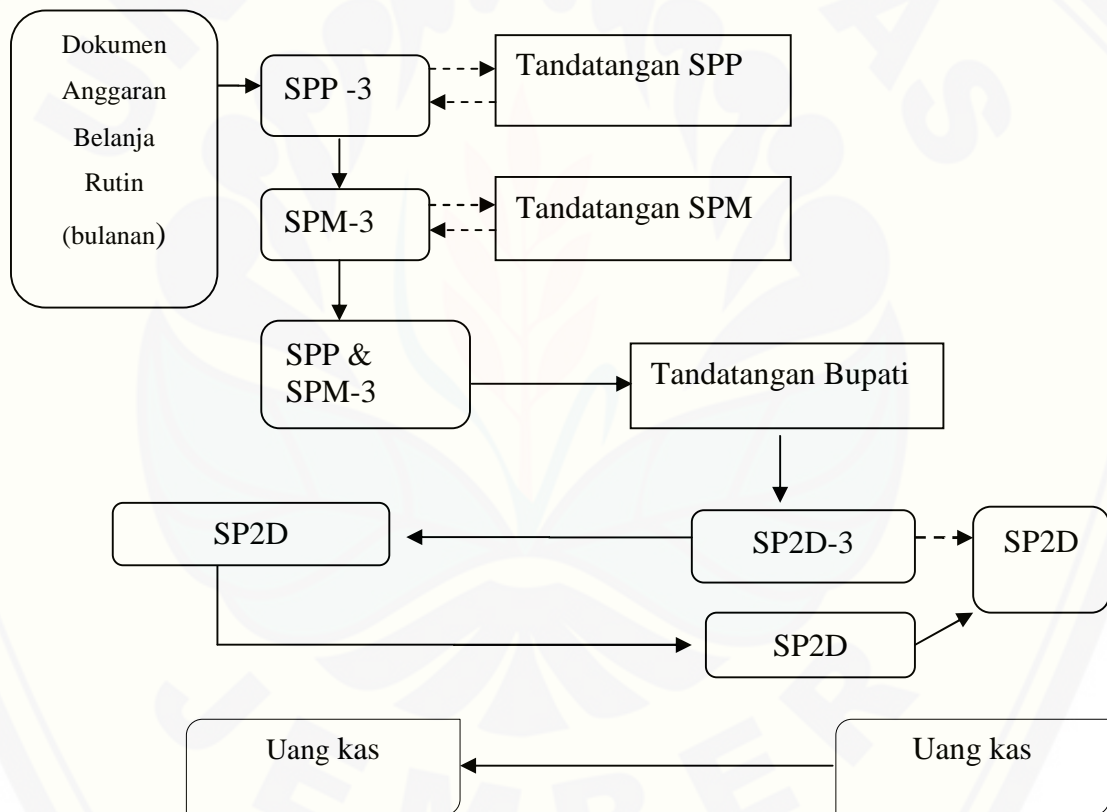 Dokumen
Anggaran
Belanja
Rutin
(bulanan)
SPP -3
Tandatangan SPP
SPM-3
Tandatangan SPM
SPP &
SPM-3
Tandatangan Bupati
SP2D
SP2D-3
SP2D
SP2D
Uang kas
Uang kas
JEMBER